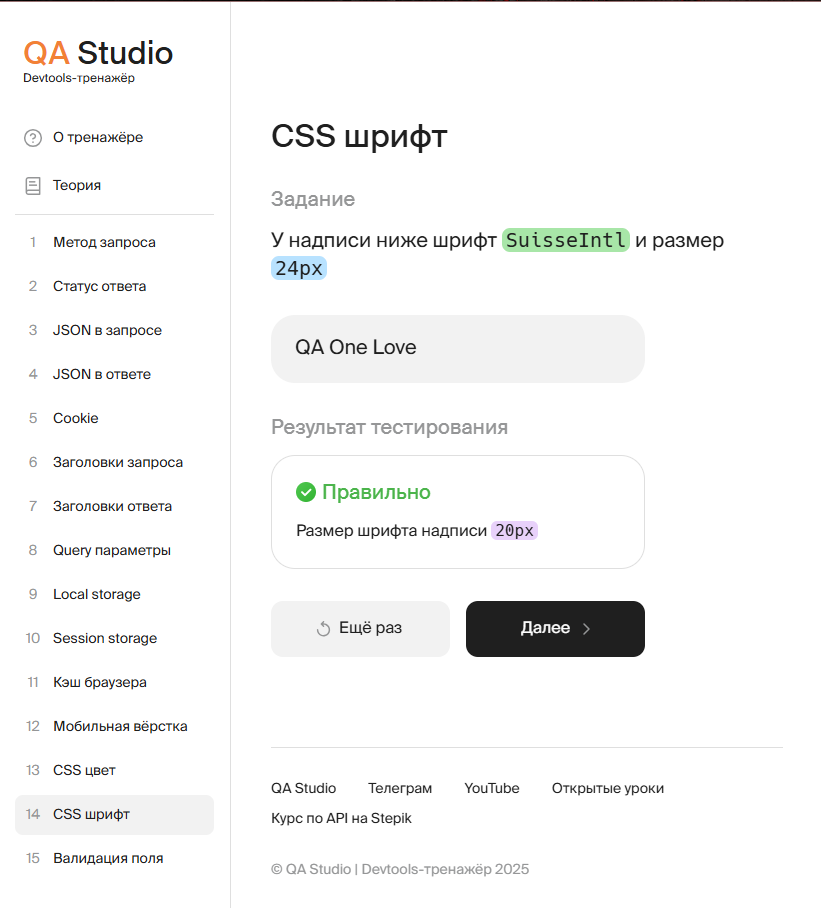 QA Studio
Devtools-тренажёр
О тренажёре
Теория
1 Метод запроса
2 Статус ответа
3 JSON в запросе
4 JSON в ответе
5 Cookie
6 Заголовки запроса
7 Заголовки ответа
8 Query параметры
9 Local storage
10 Session storage
11 Кэш браузера
12 Мобильная вёрстка
13 CSS цвет
14 CSS шрифт
15 Валидация поля
CSS шрифт
Задание
У надписи ниже шрифт SuisseIntl и размер
24px
QA One Love
Результат тестирования
Правильно
Размер шрифта надписи 20px
Ещё раз
Далее
QA Studio Телеграм YouTube Открытые уроки
Курс по API на Stepik
© QA Studio | Devtools-тренажёр 2025